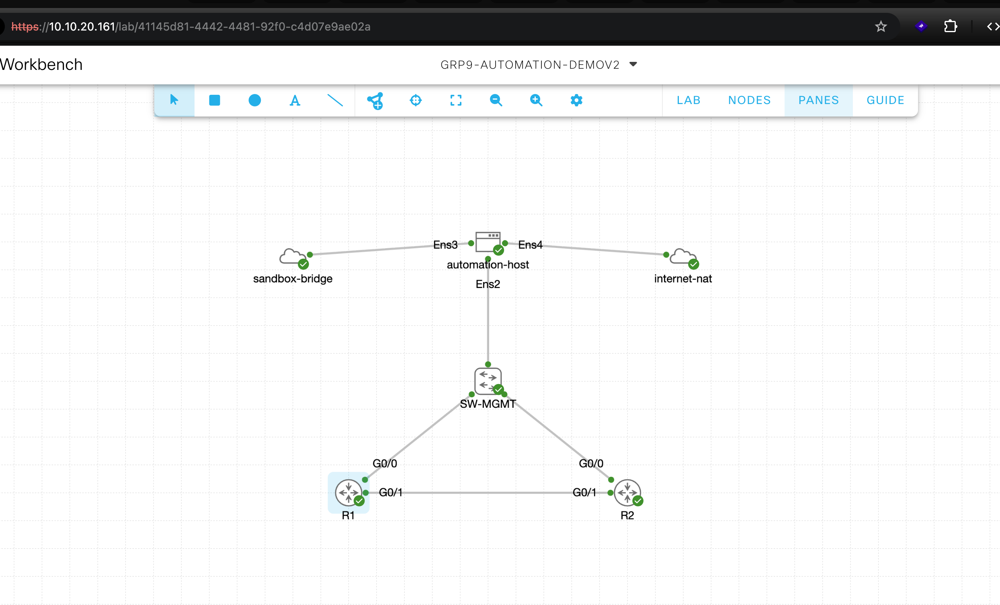 https://10.10.20.161/lab/41145d81-4442-4481-92f0-c4d07e9ae02a
Workbench
GRP9-AUTOMATION-DEMOV2
LAB NODES PANES GUIDE
Ens3
Ens4
automation-host
sandbox-bridge
internet-nat
Ens2
SW-MGMT
G0/0
G0/0
G0/1
G0/1
R1
R2